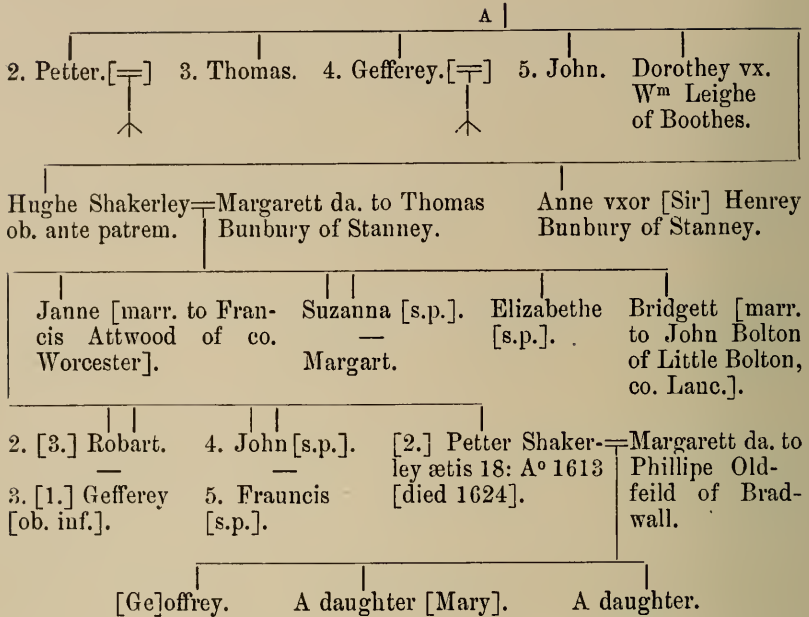 A
2. Petter.[=] 3. Thomas. 4. Gefferey.[=] 5. John. Dorothey vx.
Wm Leighe
of Boothes.
Hughe Shakerley=Margarett da. to Thomas
ob. ante patrem. Bunbury of Stanney.
Anne vxor [Sir] Henrey
Bunbury of Stanney.
Janne [marr. to Fran-
cis Attwood of co.
Worcester].
Suzanna [s.p.].
—
Margart.
Elizabethe
[s.p.].
Bridgett [marr.
to John Bolton
of Little Bolton,
co. Lanc.].
2. [3.] Robart.
—
3. [1.] Gefferey
[ob. inf.].
4. John [s.p.].
—
5. Frauncis
[s.p.].
[2.] Petter Shaker-
ley ætis 18: Ao 1613
[died 1624].
=Margarett da. to
Phillipe Old-
feild of Brad-
wall.
[Ge]offrey. A daughter [Mary]. A daughter.